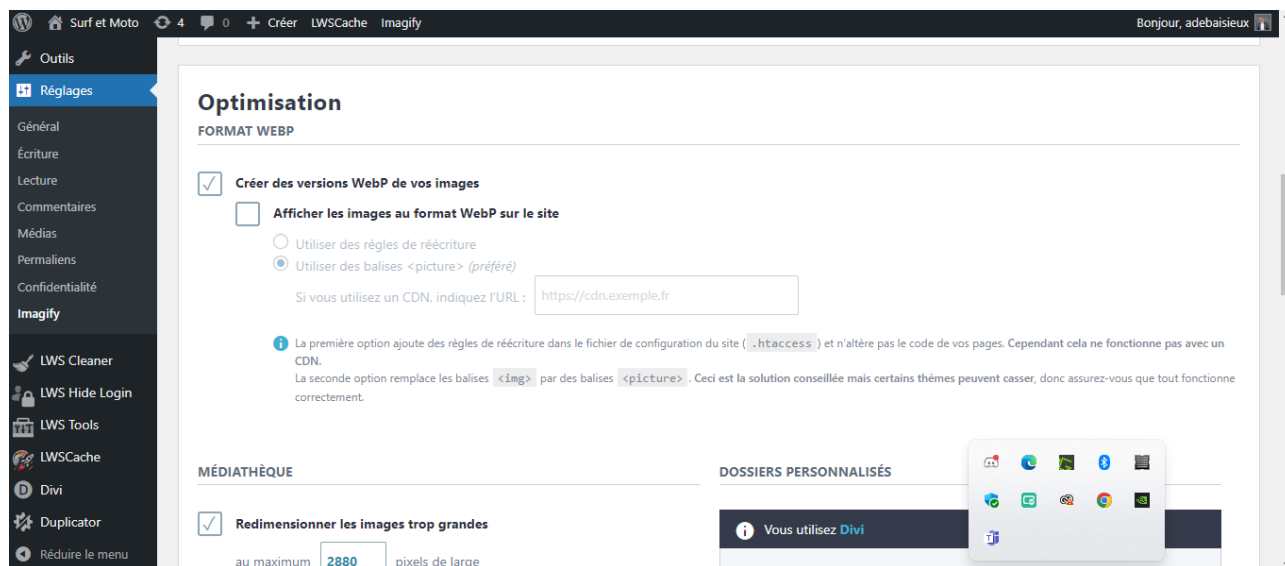 Surf et Moto 4 0 + Créer LWSCache Imagify Bonjour, adebaisieux
Outils
Réglages
Général
Écriture
Lecture
Commentaires
Médias
Permaliens
Confidentialité
Imagify
LWS Cleaner
LWS Hide Login
LWS Tools
LWSCache
Divi
Duplicator
Réduire le menu
Optimisation
FORMAT WEBP
Créer des versions WebP de vos images
Afficher les images au format WebP sur le site
Utiliser des règles de réécriture
Utiliser des balises <picture> (préféré)
Si vous utilisez un CDN, indiquez l'URL : https://cdn.exemple.fr
La première option ajoute des règles de réécriture dans le fichier de configuration du site ( .htaccess ) et n'altère pas le code de vos pages. Cependant cela ne fonctionne pas avec un
CDN.
La seconde option remplace les balises <img> par des balises <picture> . Ceci est la solution conseillée mais certains thèmes peuvent casser, donc assurez-vous que tout fonctionne
correctement.
MÉDIATHÈQUE
Redimensionner les images trop grandes
au maximum 2880 pixels de large
DOSSIERS PERSONNALISÉS
Vous utilisez Divi